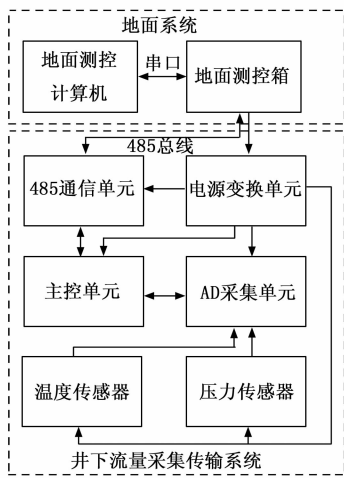 地面系统
地面测控
计算机
串口
地面测控箱
485总线
485通信单元
电源变换单元
主控单元
AD采集单元
温度传感器
压力传感器
井下流量采集传输系统